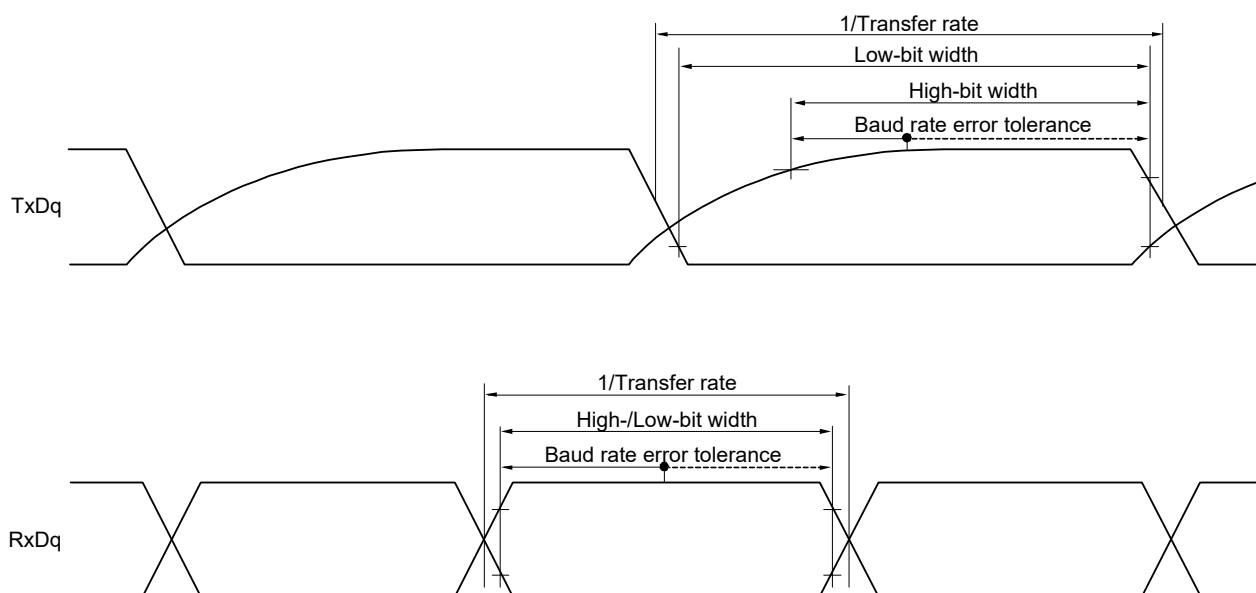 1/Transfer rate
Low-bit width
High-bit width
Baud rate error tolerance
TxDq
1/Transfer rate
High-/Low-bit width
Baud rate error tolerance
RxDq